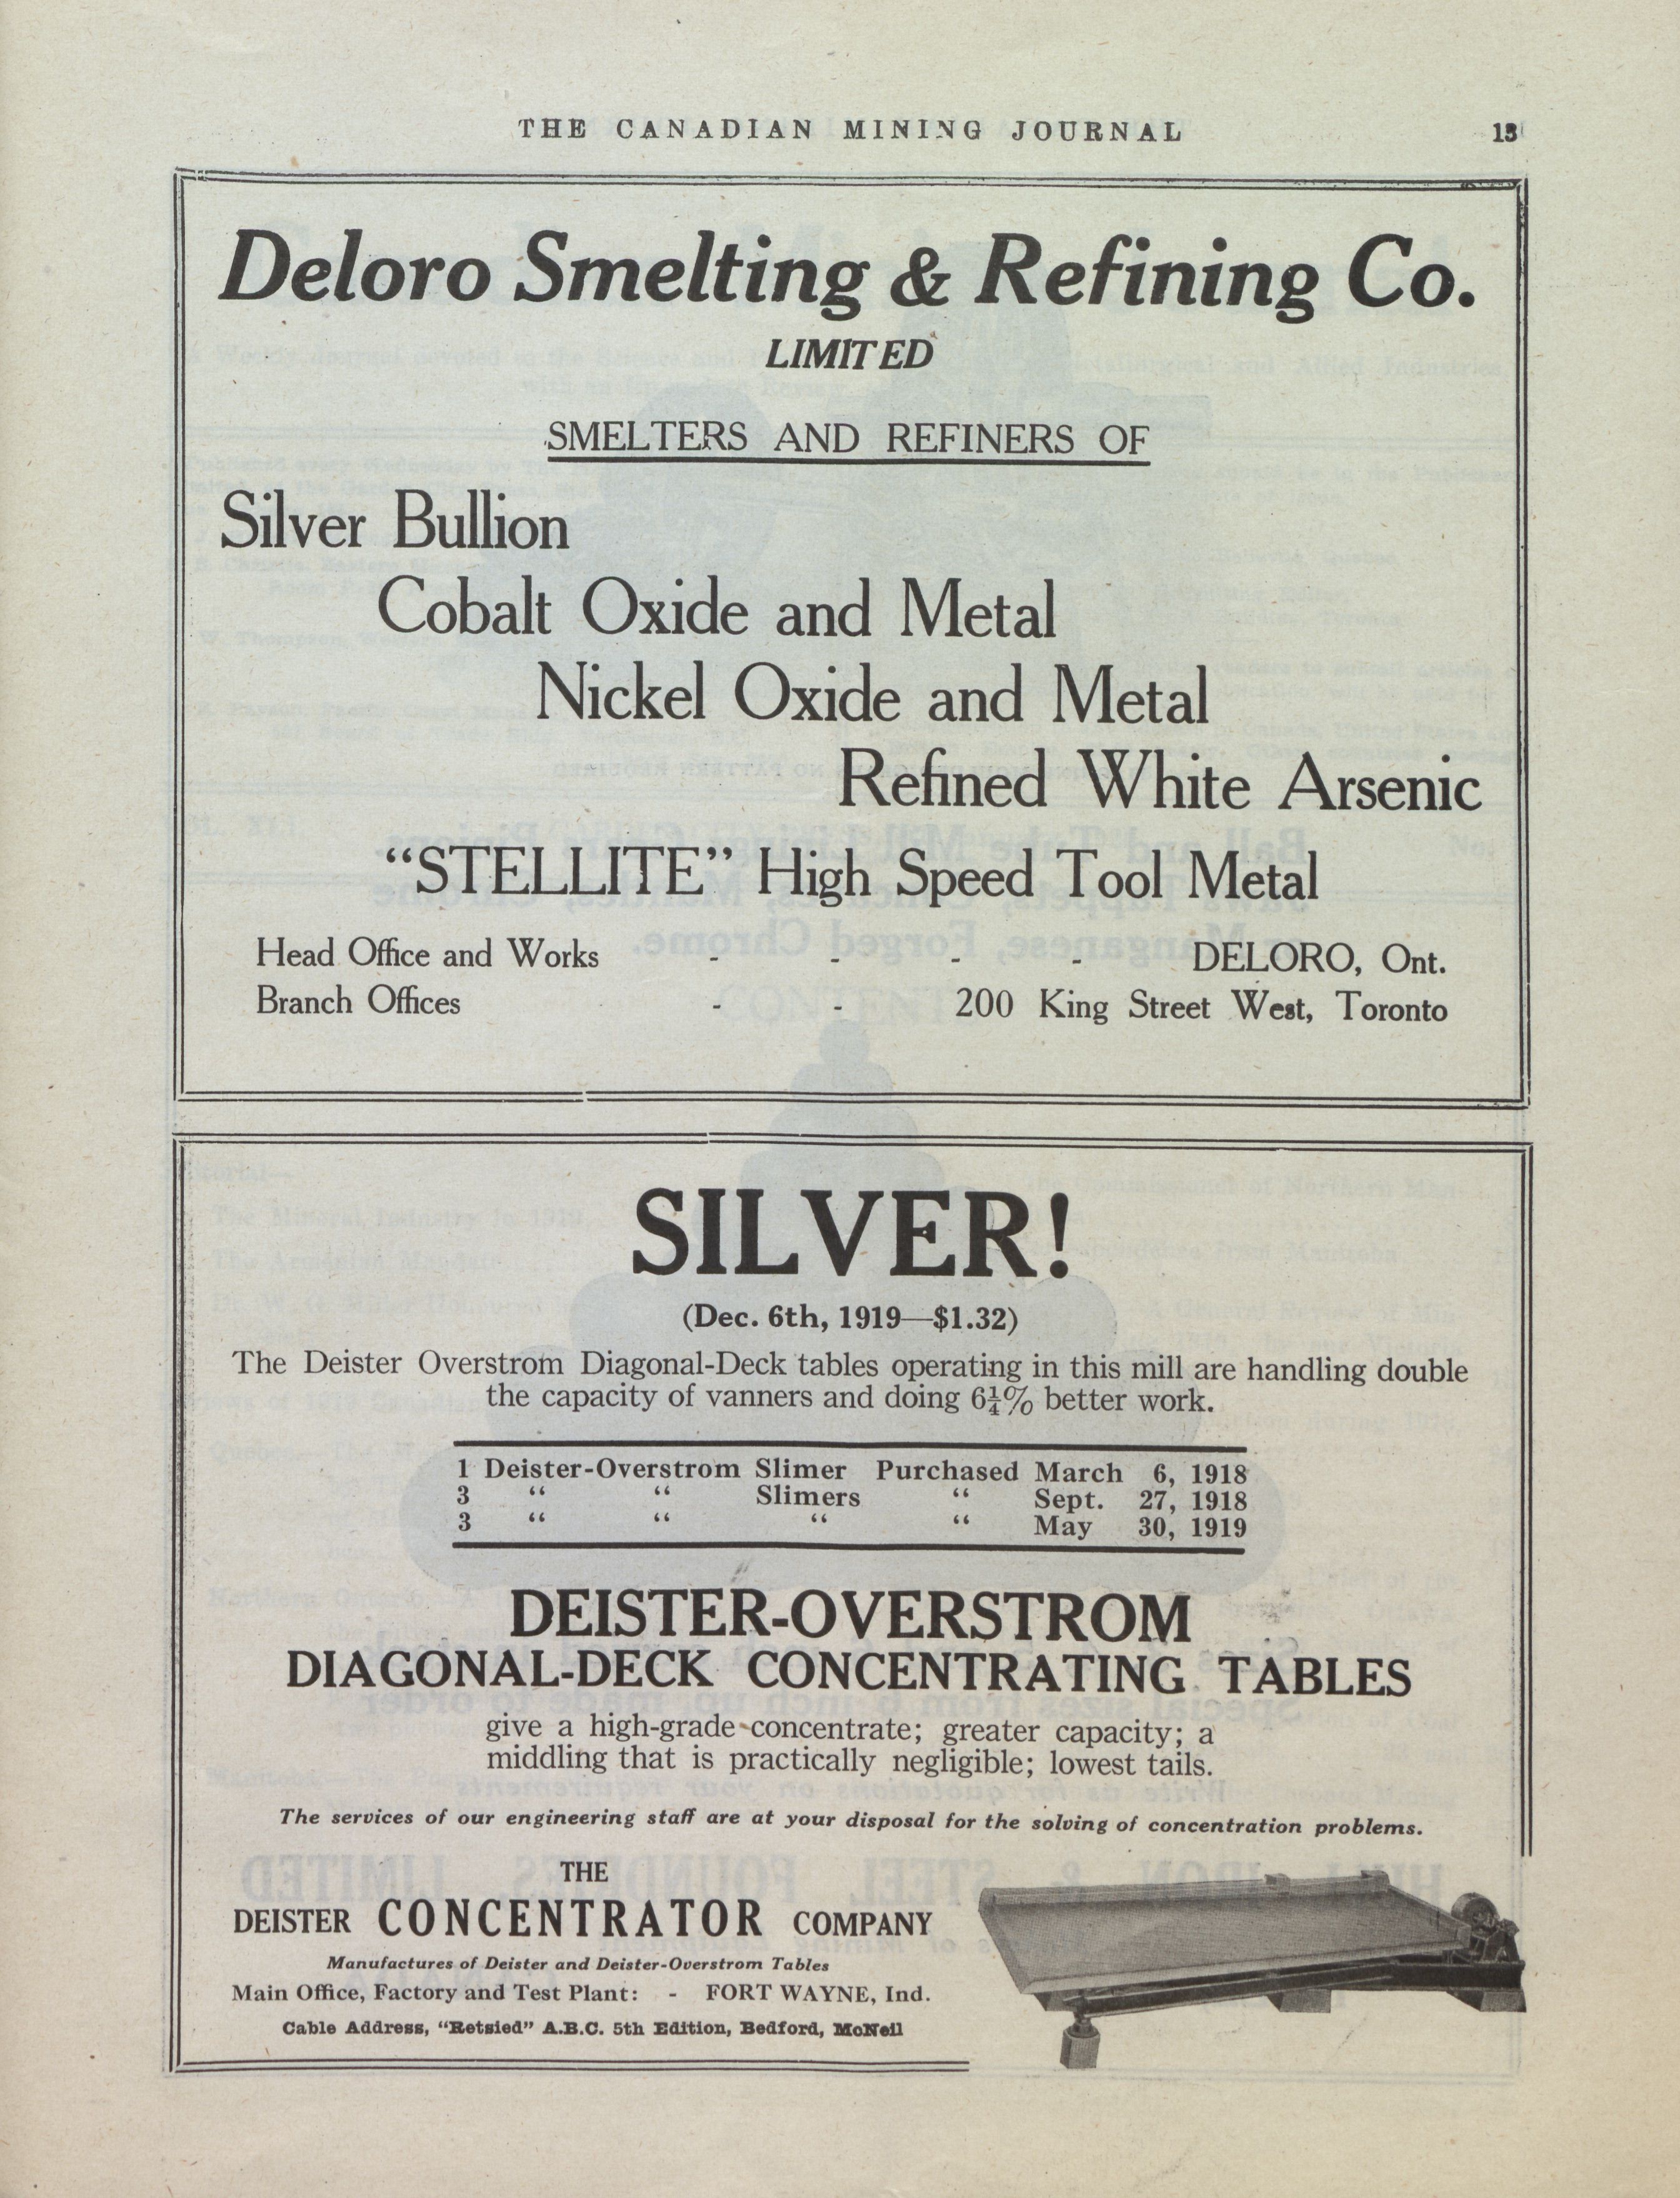 THE CANADIAN MINING JOURNAL 13
Deloro Smelting & Refining Co.
LIMITED
SMELTERS AND REFINERS OF
Silver Bullion
Cobalt Oxide and Metal
Nickel Oxide and Metal
Refined White Arsenic
“STELLITE” High Speed Tool Metal
Head Office and Works - - - - DELORO, Ont.
Branch Offices - - 200 King Street West, Toronto
SILVER!
(Dec. 6th, 1919—$1.32)
The Deister Overstrom Diagonal-Deck tables operating in this mill are handling double
the capacity of vanners and doing 6¼% better work.
1 Deister-Overstrom Slimer Purchased March 6, 1918
3 “ “ Slimers “ Sept. 27, 1918
3 “ “ “ “ May 30, 1919
DEISTER-OVERSTROM
DIAGONAL-DECK CONCENTRATING TABLES
give a high-grade concentrate; greater capacity; a
middling that is practically negligible; lowest tails.
The services of our engineering staff are at your disposal for the solving of concentration problems.
THE
DEISTER CONCENTRATOR COMPANY
Manufactures of Deister and Deister-Overstrom Tables
Main Office, Factory and Test Plant: - FORT WAYNE, Ind.
Cable Address, “Retsied” A.B.C. 5th Edition, Bedford, McNeil